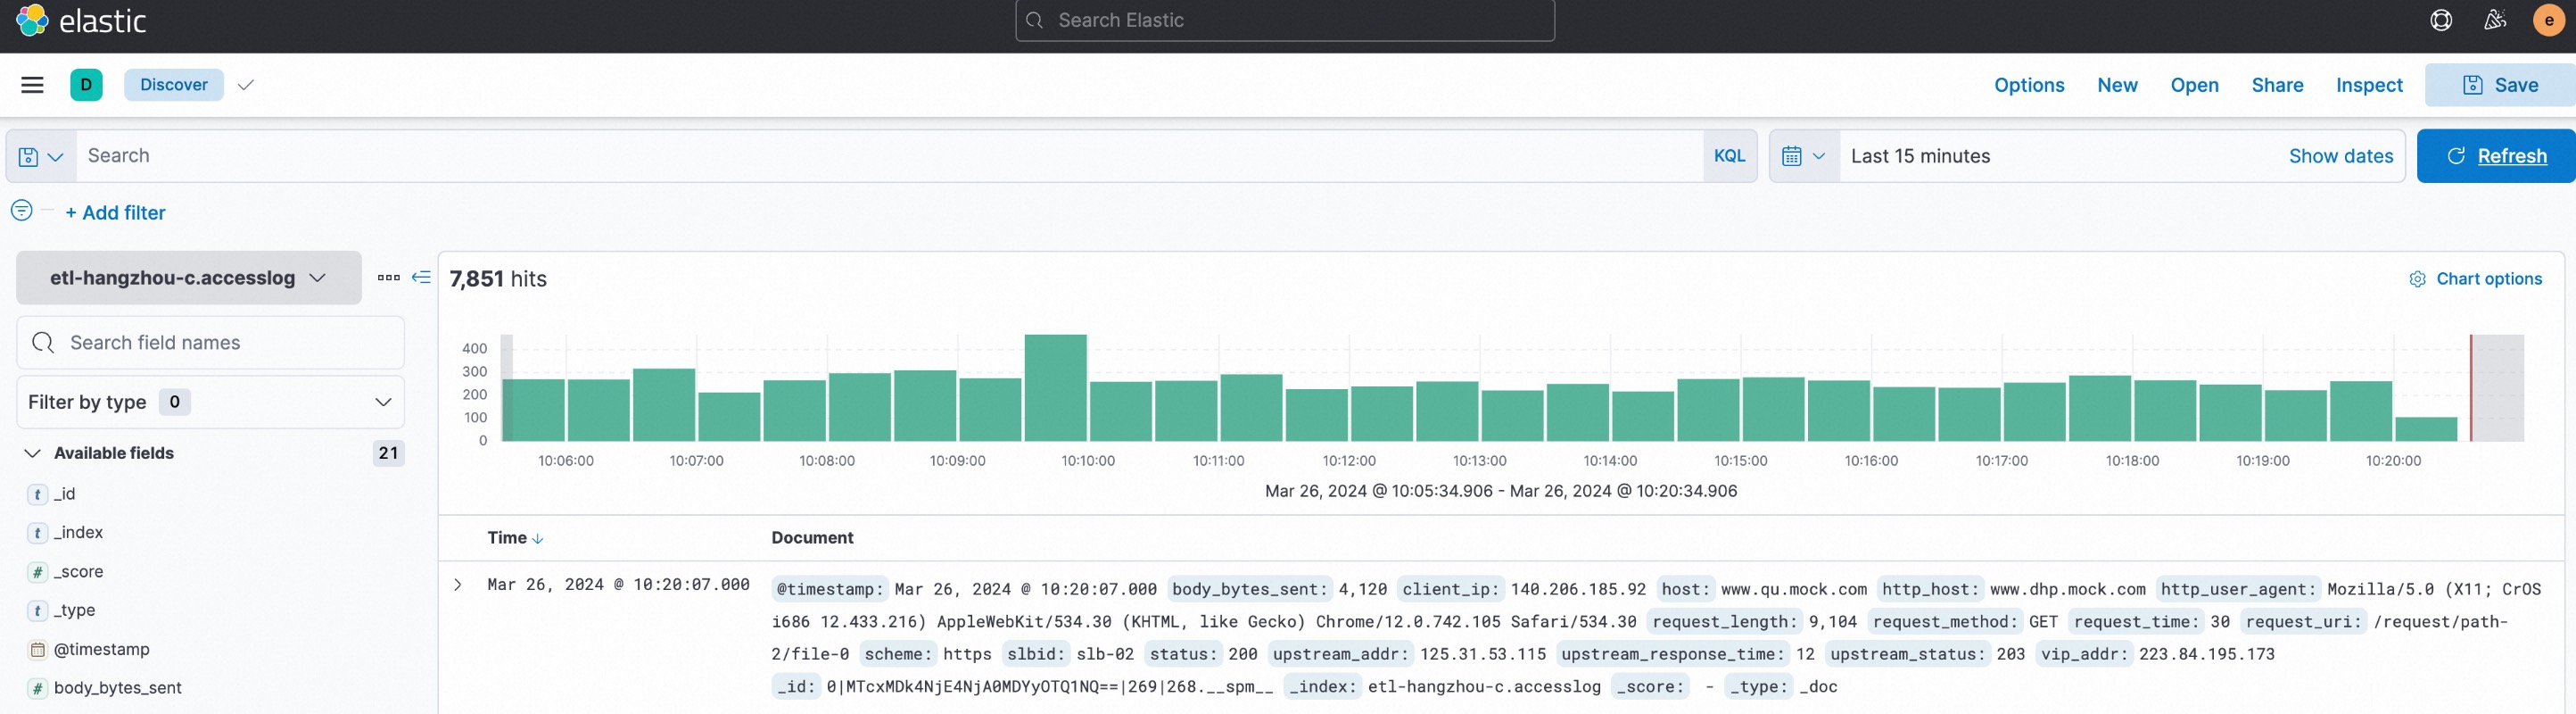 elastic
Search Elastic
e
D
Discover
Options
New
Open
Share
Inspect
Save
Search
KQL
Last 15 minutes
Show dates
Refresh
+ Add filter
etl-hangzhou-c.accesslog
7,851 hits
Chart options
Search field names
Filter by type 0
Available fields
21
t _id
t _index
# _score
t _type
@timestamp
# body_bytes_sent
400
300
200
100
0
10:06:00
10:07:00
10:08:00
10:09:00
10:10:00
10:11:00
10:12:00
10:13:00
10:14:00
10:15:00
10:16:00
10:17:00
10:18:00
10:19:00
10:20:00
Mar 26, 2024 @ 10:05:34.906 - Mar 26, 2024 @ 10:20:34.906
Time
Document
Mar 26, 2024 @ 10:20:07.000
@timestamp: Mar 26, 2024 @ 10:20:07.000 body_bytes_sent: 4,120 client_ip: 140.206.185.92 host: www.qu.mock.com http_host: www.dhp.mock.com http_user_agent: Mozilla/5.0 (X11; CrOS
i686 12.433.216) AppleWebKit/534.30 (KHTML, like Gecko) Chrome/12.0.742.105 Safari/534.30 request_length: 9,104 request_method: GET request_time: 30 request_uri: /request/path-
2/file-0 scheme: https slbid: slb-02 status: 200 upstream_addr: 125.31.53.115 upstream_response_time: 12 upstream_status: 203 vip_addr: 223.84.195.173
_id: 0|MTcxMDk4NjE4NjA0MDYyOTQ1NQ==|269|268.__spm__ _index: etl-hangzhou-c.accesslog _score: - _type: _doc